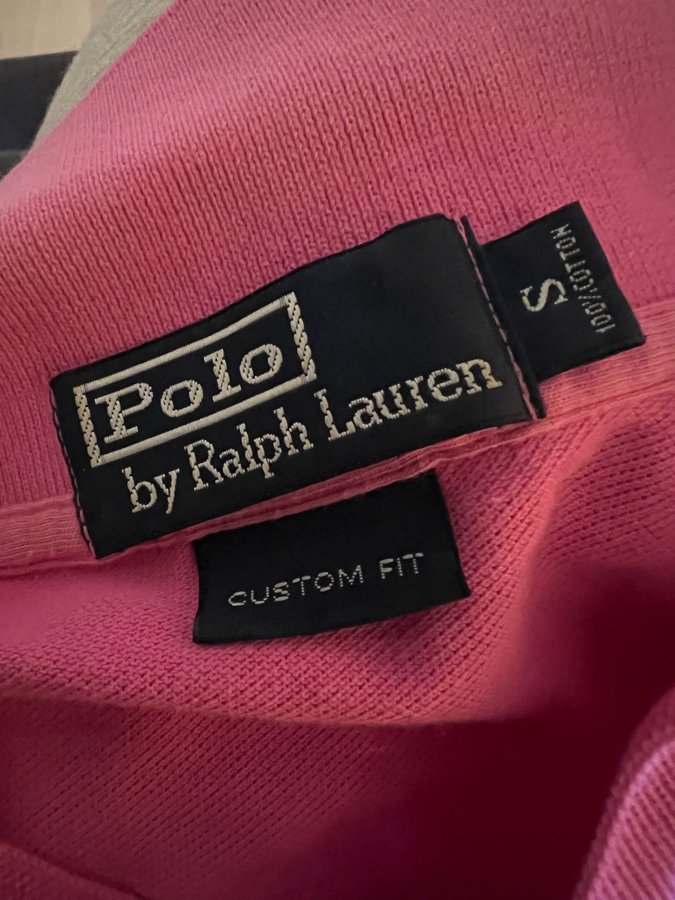 Polo
by Ralph Lauren
S
100% COTTON
CUSTOM FIT